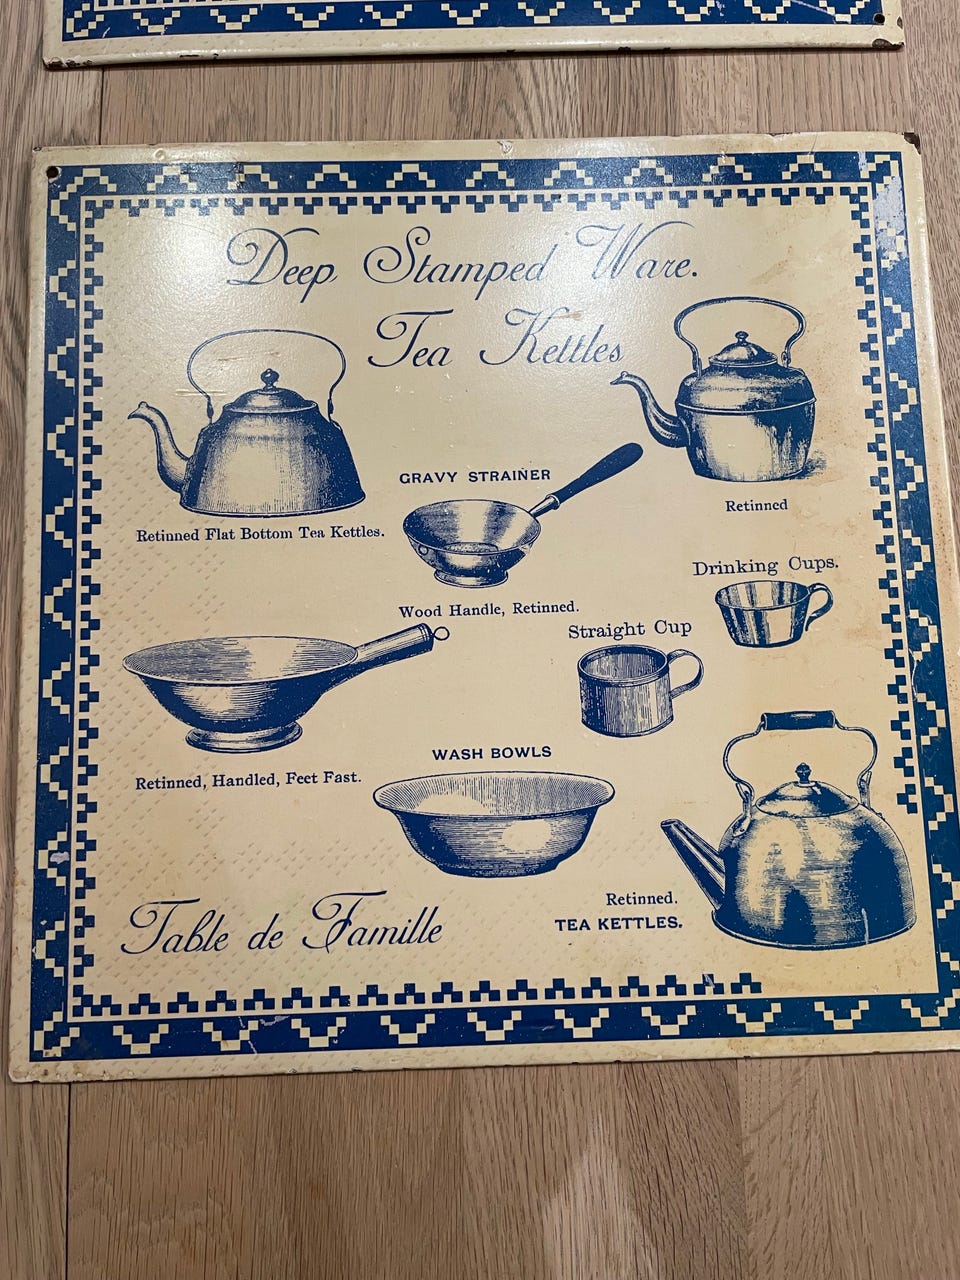 Deep Stamped Ware.
Tea Kettles
Retinned Flat Bottom Tea Kettles.
GRAVY STRAINER
Wood Handle, Retinned.
Retinned
Drinking Cups.
Straight Cup
Retinned, Handled, Feet Fast.
WASH BOWLS
Retinned.
TEA KETTLES.
Table de Famille